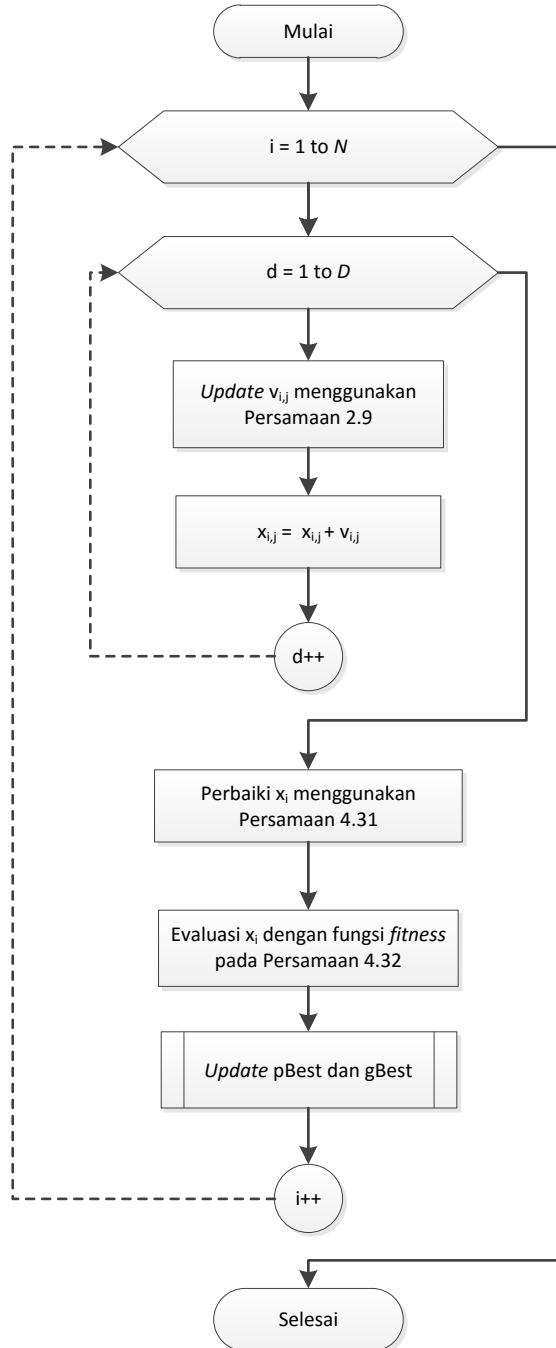 Mulai
i = 1 to N
d = 1 to D
Update vi,j menggunakan
Persamaan 2.9
xi,j = xi,j + vi,j
d++
Perbaiki xi menggunakan
Persamaan 4.31
Evaluasi xi dengan fungsi fitness
pada Persamaan 4.32
Update pBest dan gBest
i++
Selesai